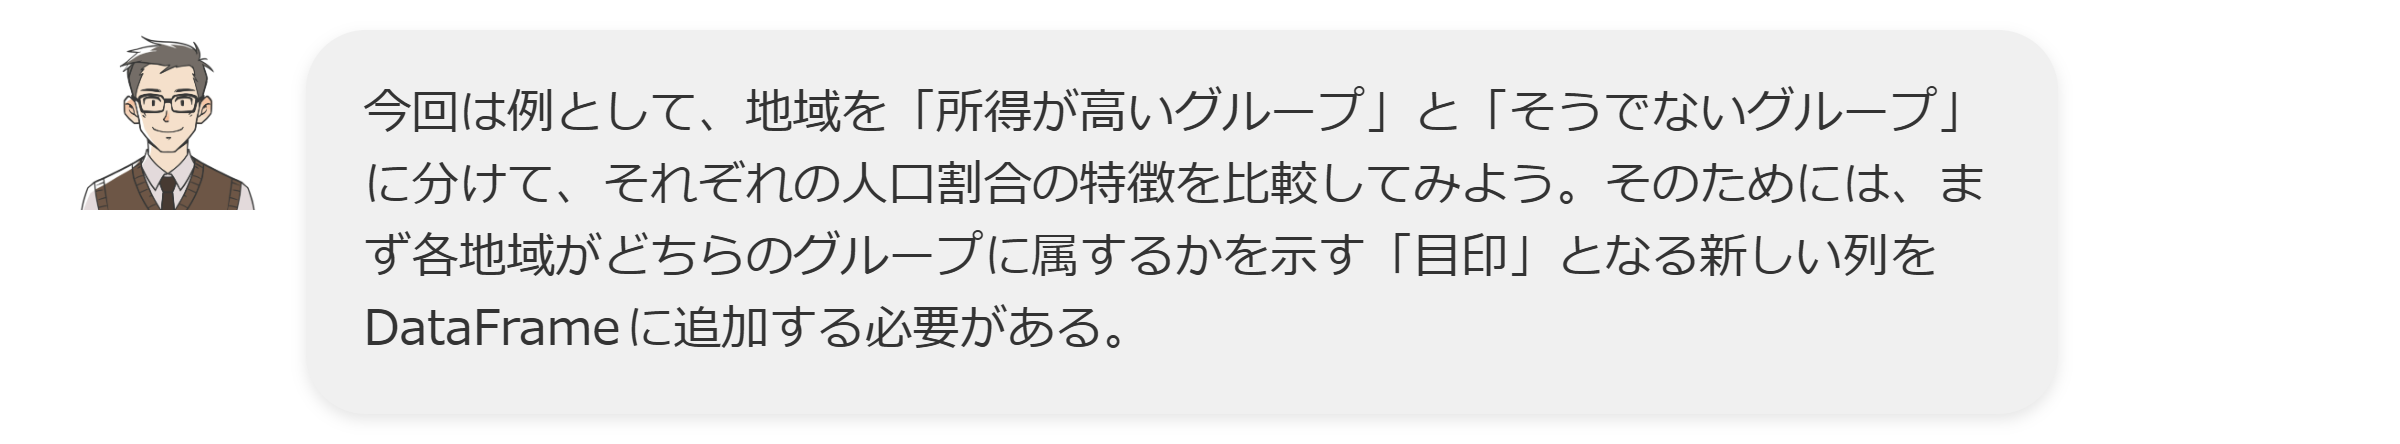 今回は例として、地域を「所得が高いグループ」と「そうでないグループ」
に分けて、それぞれの人口割合の特徴を比較してみよう。そのためには、ま
ず各地域がどちらのグループに属するかを示す「目印」となる新しい列を
DataFrameに追加する必要がある。